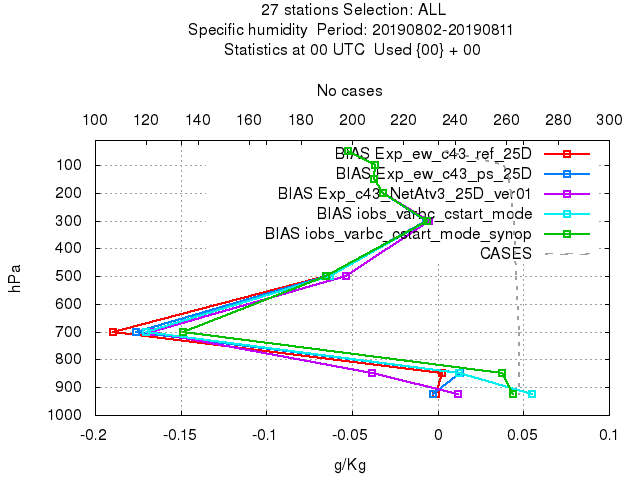 27 stations Selection: ALL
Specific humidity  Period: 20190802-20190811
Statistics at 00 UTC  Used {00} + 00
No cases
100 120 140 160 180 200 220 240 260 280 300
BIAS Exp_ew_c43_ref_25D
BIAS Exp_ew_c43_ps_25D
BIAS Exp_c43_NetAtv3_25D_ver01
BIAS iobs_varbc_cstart_mode
BIAS iobs_varbc_cstart_mode_synop
CASES
100
200
300
400
500
600
700
800
900
1000
hPa
-0.2 -0.15 -0.1 -0.05 0 0.05 0.1
g/Kg